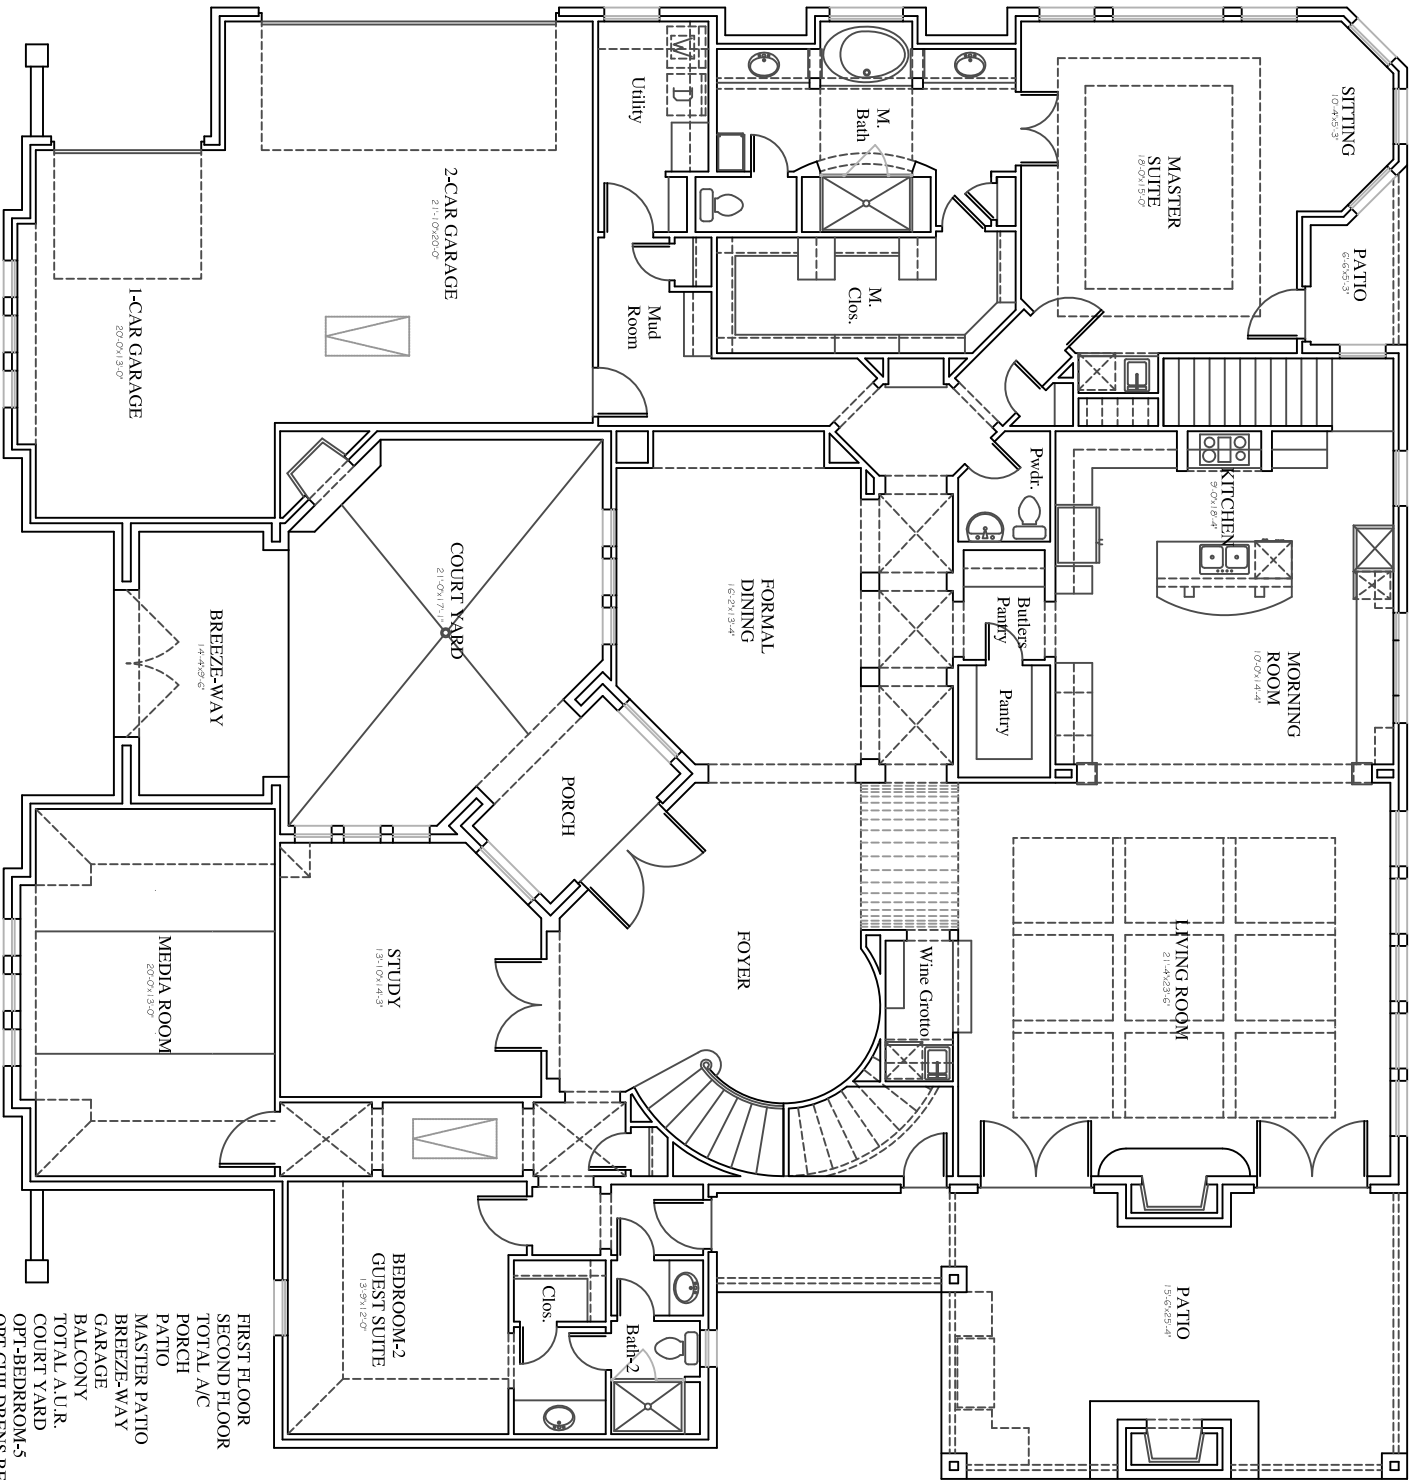 SITTING
10'-4"x5'-3"
PATIO
6'-6"x5'-3"
MASTER
SUITE
18'-0"x15'-0"
M.
Bath
M.
Clos.
Utility
W
D
Mud
Room
2-CAR GARAGE
21'-10"x20'-0"
1-CAR GARAGE
20'-0"x13'-0"
Pwdr.
KITCHEN
9'-0"x18'-4"
MORNING
ROOM
10'-0"x14'-4"
Butlers
Pantry
Pantry
FORMAL
DINING
16'-2"x13'-4"
COURT YARD
21'-0"x17'-1"
BREEZE-WAY
14'-4"x9'-6"
PORCH
LIVING ROOM
21'-4"x23'-6"
Wine Grotto
FOYER
STUDY
13'-10"x14'-3"
MEDIA ROOM
20'-0"x13'-0"
PATIO
15'-6"x25'-4"
Bath-2
Clos.
BEDROOM-2
GUEST SUITE
13'-9"x12'-0"
FIRST FLOOR
SECOND FLOOR
TOTAL A/C
PORCH
PATIO
MASTER PATIO
BREEZE-WAY
GARAGE
BALCONY
TOTAL A.U.R.
COURT YARD
OPT-BEDRROM-5